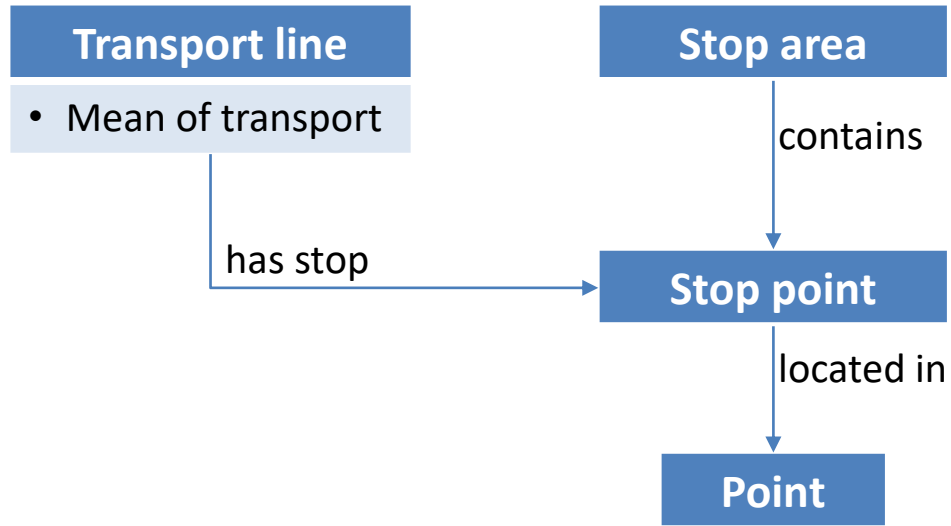 Transport line
• Mean of transport
Stop area
contains
has stop
Stop point
located in
Point